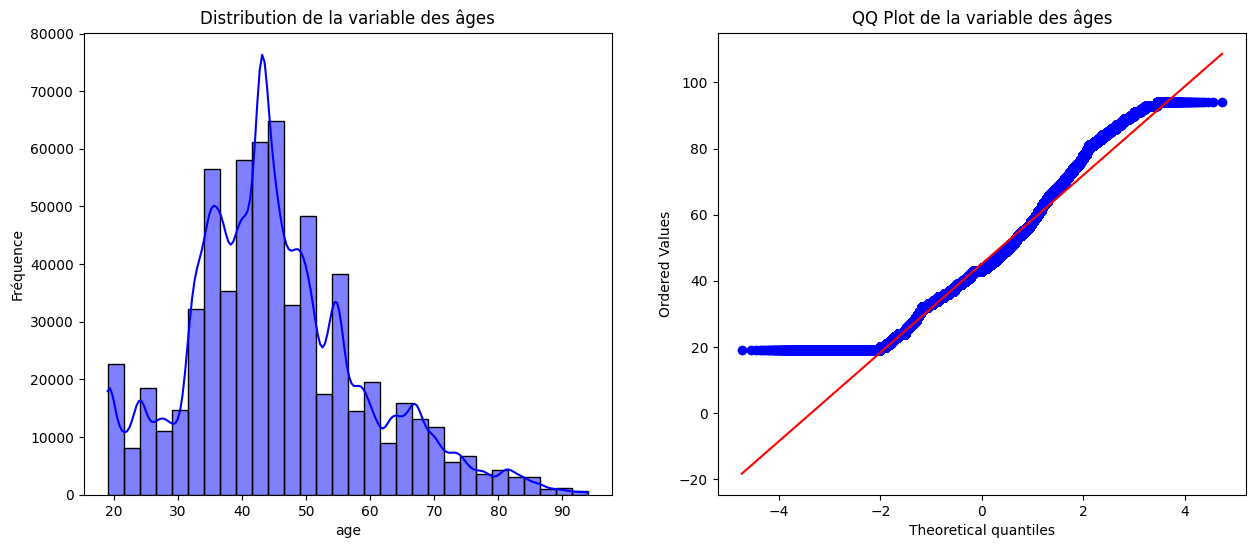 Distribution de la variable des âges
80000
70000
60000
50000
40000
30000
20000
10000
0
Fréquence
20 30 40 50 60 70 80 90
age
QQ Plot de la variable des âges
100
80
60
40
20
0
−20
Ordered Values
−4 −2 0 2 4
Theoretical quantiles